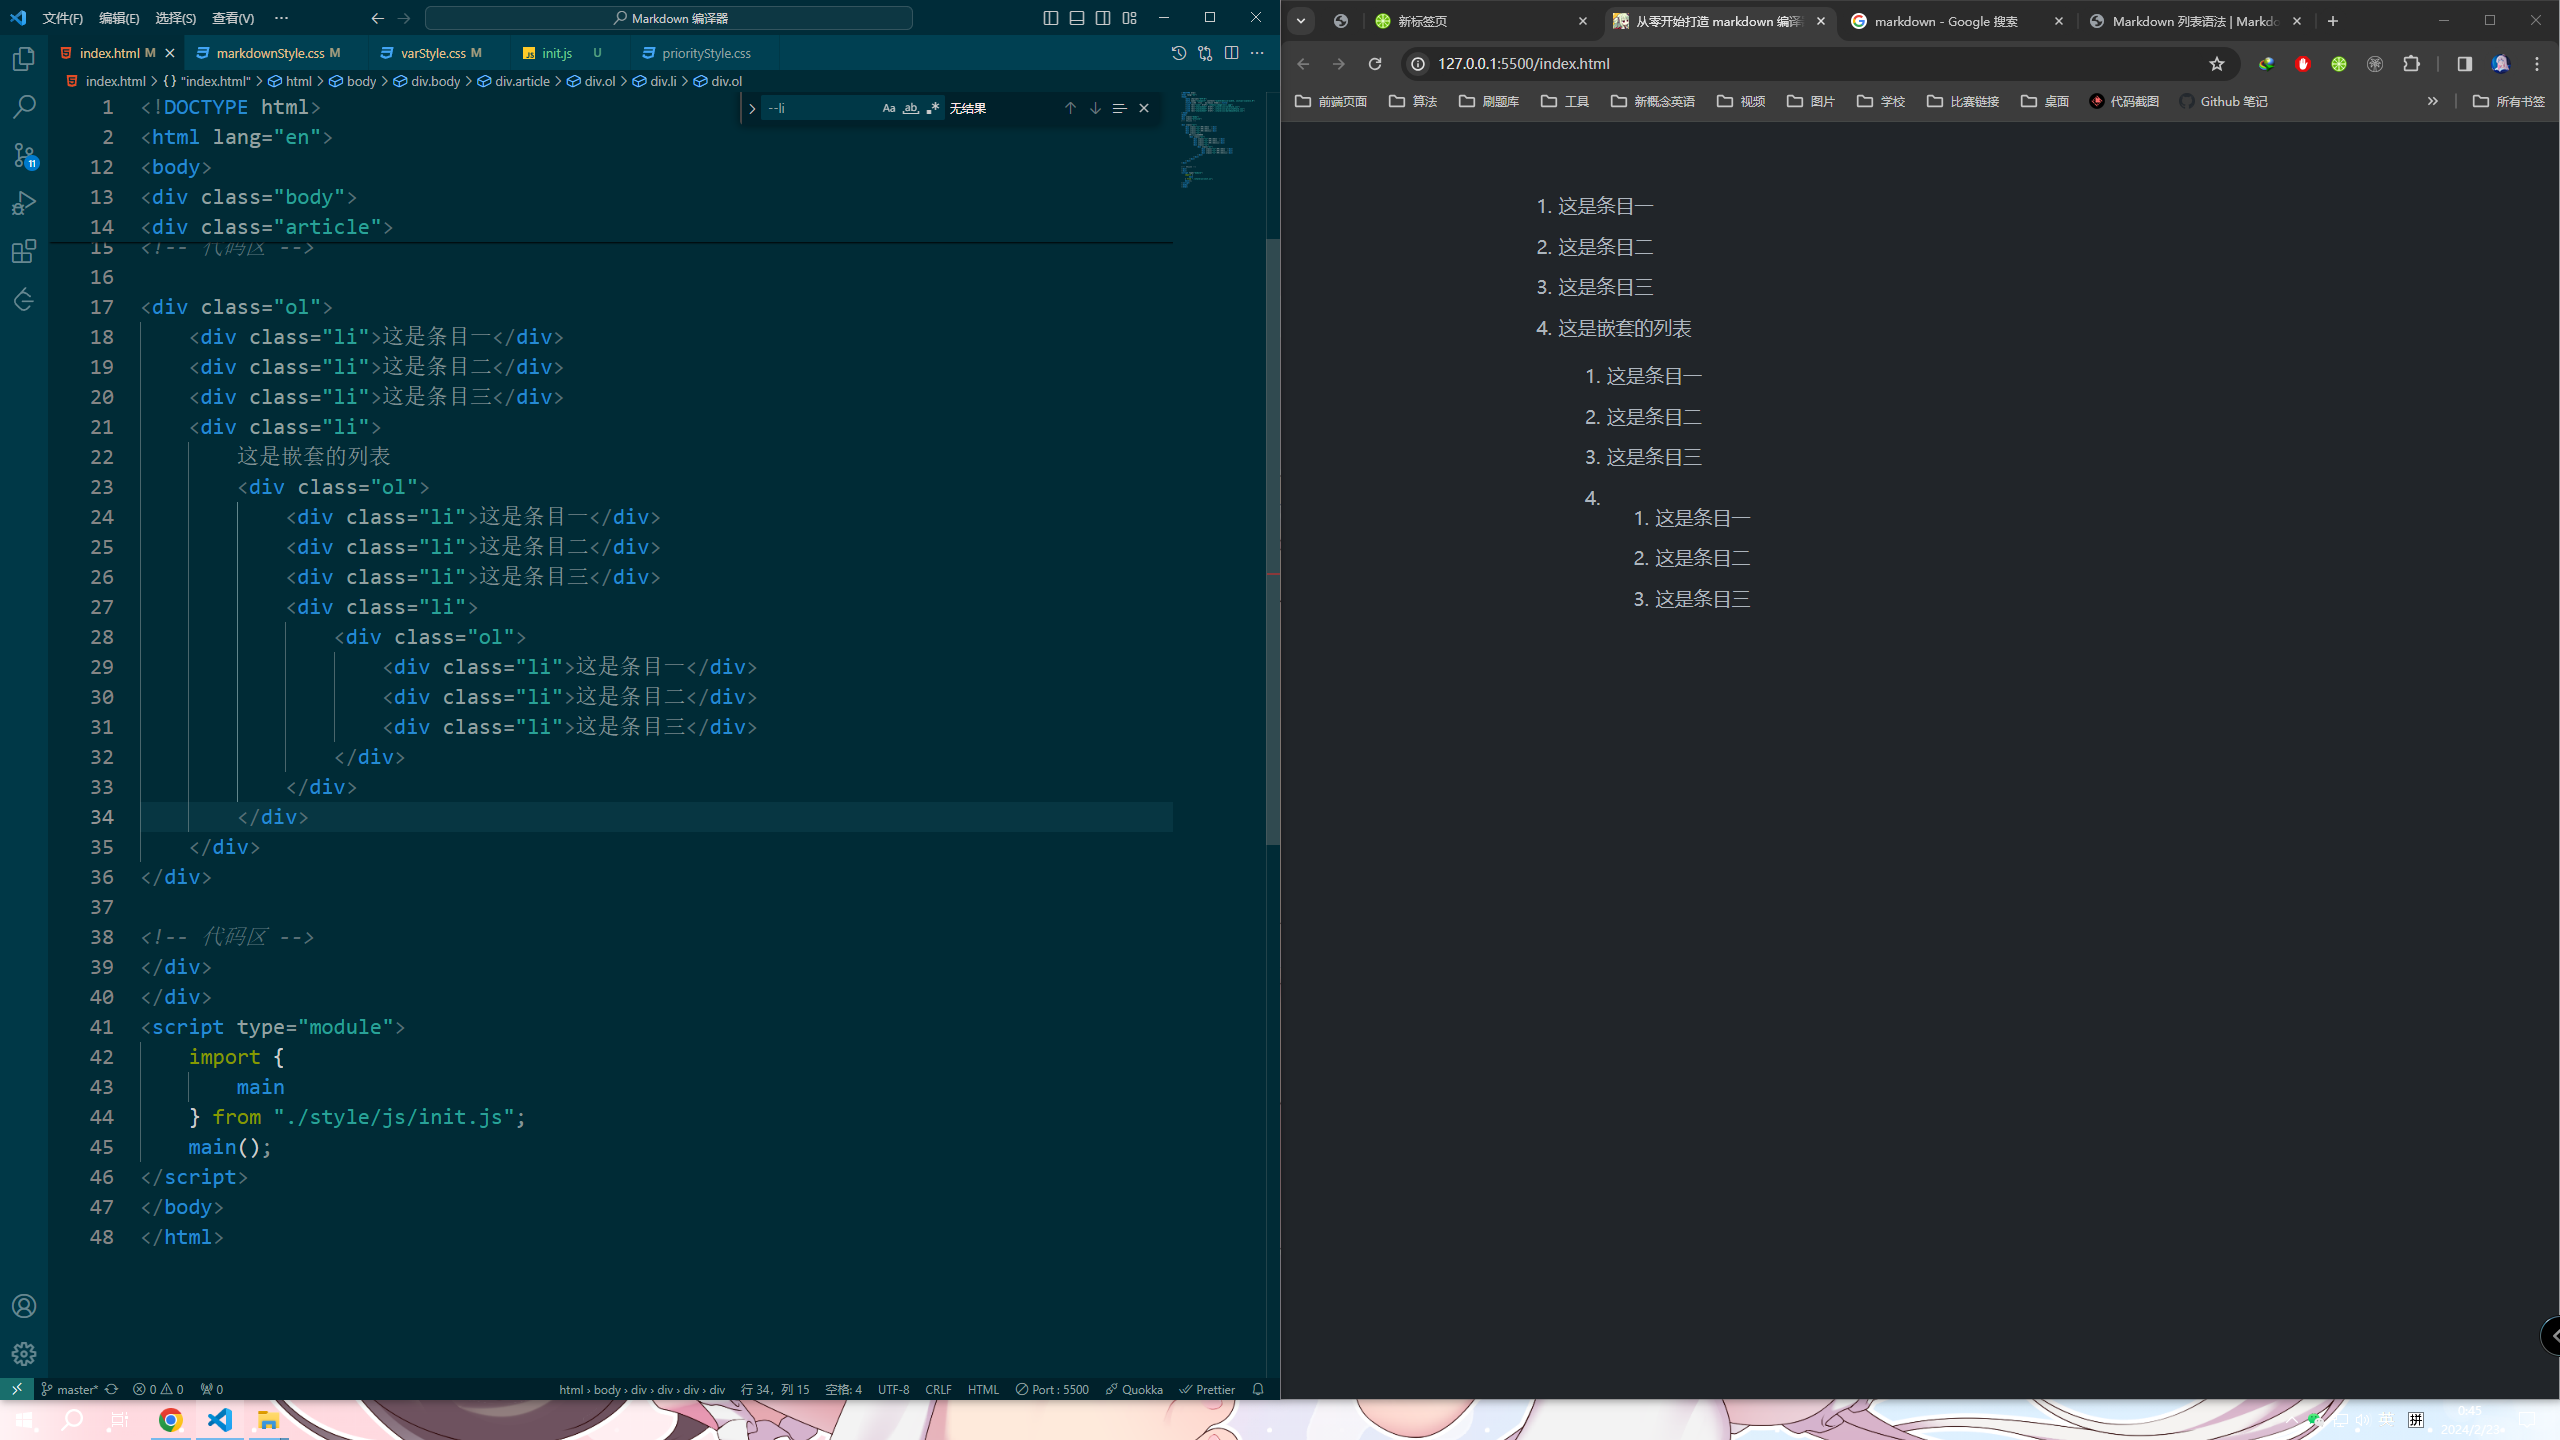 文件(F) 编辑(E) 选择(S) 查看(V) ··· Markdown 编译器
index.html M markdownStyle.css M varStyle.css M init.js U priorityStyle.css
index.html > {} "index.html" > html > body > div.body > div.article > div.ol > div.li > div.ol
--li Aa ab .* 无结果
1 <!DOCTYPE html>
2 <html lang="en">
12 <body>
13 <div class="body">
14 <div class="article">
15 <!-- 代码区 -->
16
17 <div class="ol">
18 <div class="li">这是条目一</div>
19 <div class="li">这是条目二</div>
20 <div class="li">这是条目三</div>
21 <div class="li">
22 这是嵌套的列表
23 <div class="ol">
24 <div class="li">这是条目一</div>
25 <div class="li">这是条目二</div>
26 <div class="li">这是条目三</div>
27 <div class="li">
28 <div class="ol">
29 <div class="li">这是条目一</div>
30 <div class="li">这是条目二</div>
31 <div class="li">这是条目三</div>
32 </div>
33 </div>
34 </div>
35 </div>
36 </div>
37
38 <!-- 代码区 -->
39 </div>
40 </div>
41 <script type="module">
42 import {
43 main
44 } from "./style/js/init.js";
45 main();
46 </script>
47 </body>
48 </html>
11
master* 0 0 0 html › body › div › div › div › div 行 34，列 15 空格: 4 UTF-8 CRLF HTML Port : 5500 Quokka Prettier
新标签页 从零开始打造 markdown 编译 markdown - Google 搜索 Markdown 列表语法 | Markdo
127.0.0.1:5500/index.html
前端页面 算法 刷题库 工具 新概念英语 视频 图片 学校 比赛链接 桌面 代码截图 Github 笔记 » 所有书签
1. 这是条目一
2. 这是条目二
3. 这是条目三
4. 这是嵌套的列表
1. 这是条目一
2. 这是条目二
3. 这是条目三
4.
1. 这是条目一
2. 这是条目二
3. 这是条目三
英 拼 0:45
2024/2/23